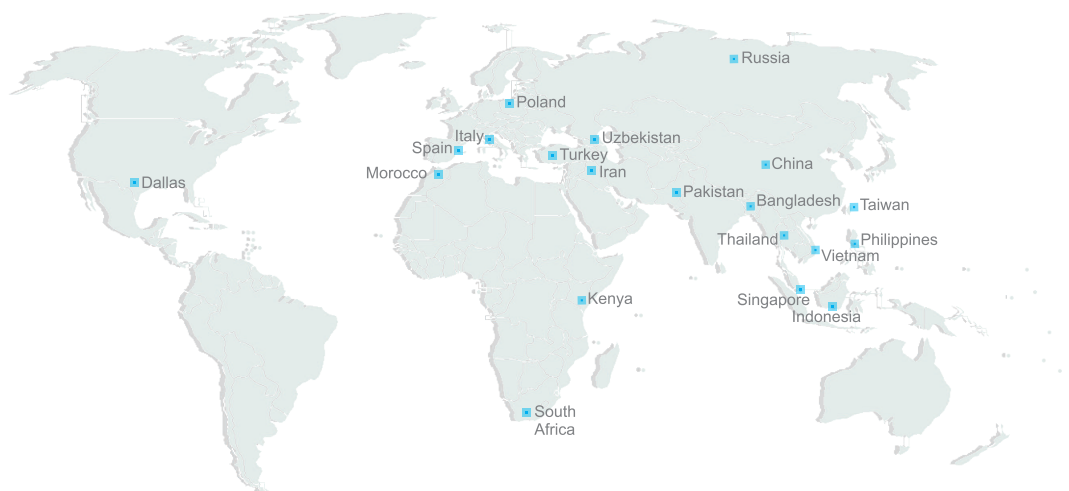 Russia
Poland
Italy
Uzbekistan
Spain
Turkey
China
Morocco
Iran
Dallas
Pakistan
Bangladesh
Taiwan
Thailand
Philippines
Vietnam
Kenya
Singapore
Indonesia
South
Africa